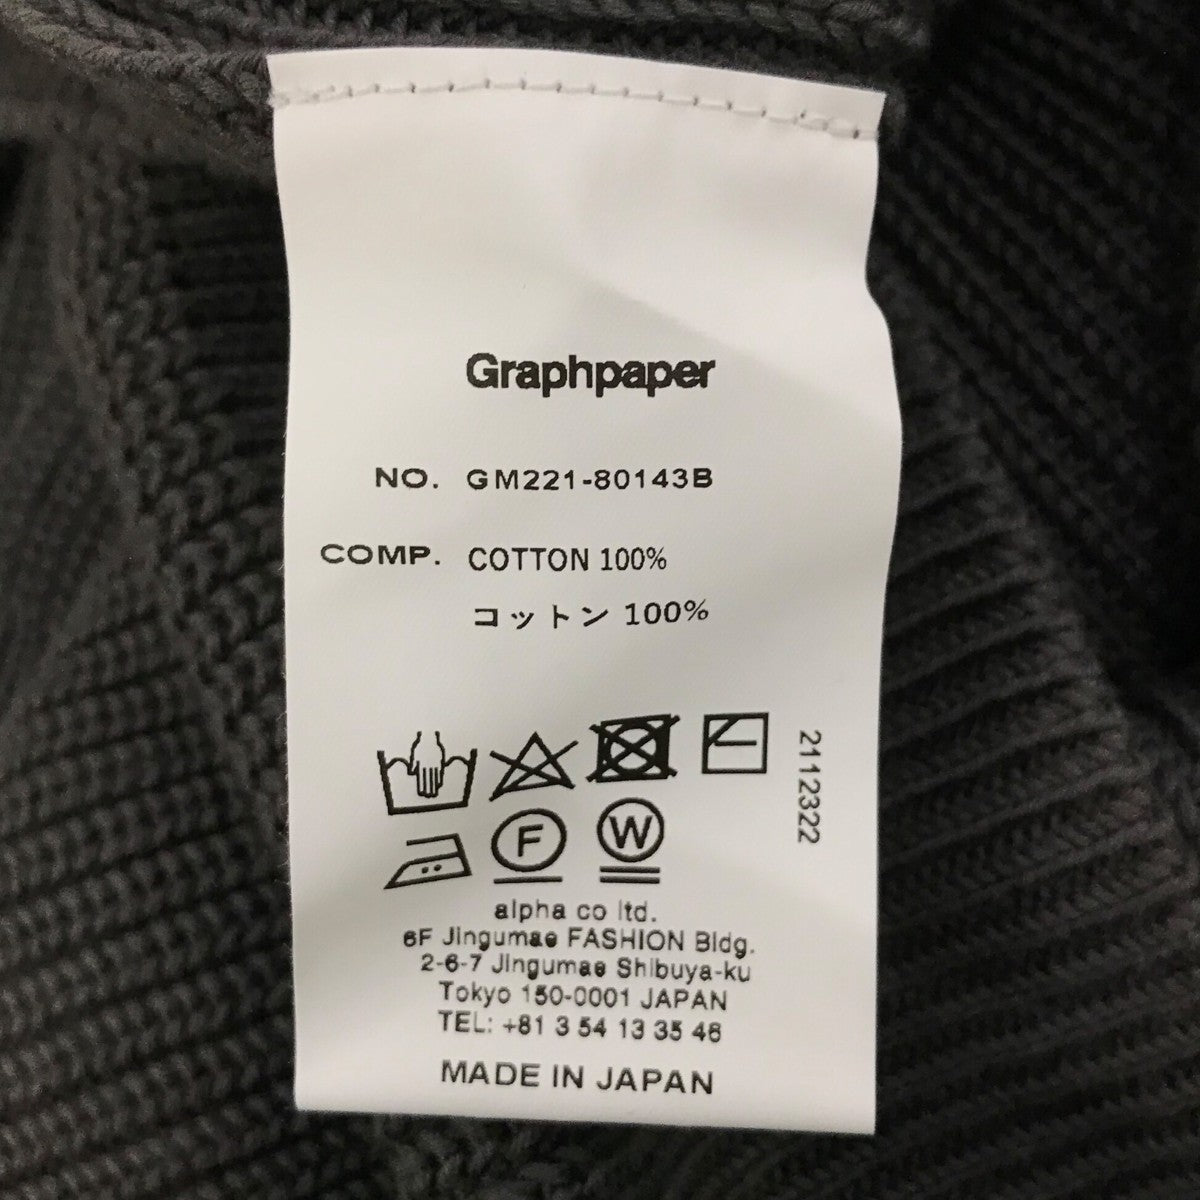 Graphpaper
NO. GM221-80143B
COMP. COTTON 100%
コットン 100%
2112322
F
W
alpha co ltd.
6F Jingumae FASHION Bldg.
2-6-7 Jingumae Shibuya-ku
Tokyo 150-0001 JAPAN
TEL: +81 3 54 13 35 46
MADE IN JAPAN